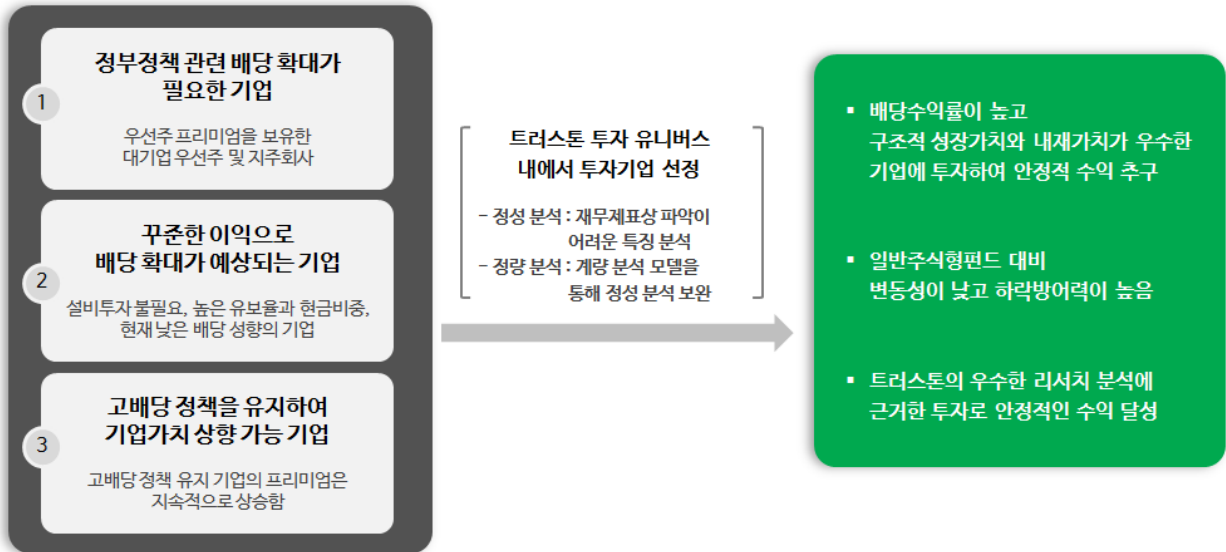 1
정부정책 관련 배당 확대가
필요한 기업
우선주 프리미엄을 보유한
대기업 우선주 및 지주회사
2
꾸준한 이익으로
배당 확대가 예상되는 기업
설비투자 불필요, 높은 유보율과 현금비중,
현재 낮은 배당 성향의 기업
3
고배당 정책을 유지하여
기업가치 상향 가능 기업
고배당 정책 유지 기업의 프리미엄은
지속적으로 상승함
트러스톤 투자 유니버스
내에서 투자기업 선정
- 정성 분석 : 재무제표상 파악이
어려운 특징 분석
- 정량 분석 : 계량 분석 모델을
통해 정성 분석 보완
▪ 배당수익률이 높고
구조적 성장가치와 내재가치가 우수한
기업에 투자하여 안정적 수익 추구
▪ 일반주식형펀드 대비
변동성이 낮고 하락방어력이 높음
▪ 트러스톤의 우수한 리서치 분석에
근거한 투자로 안정적인 수익 달성